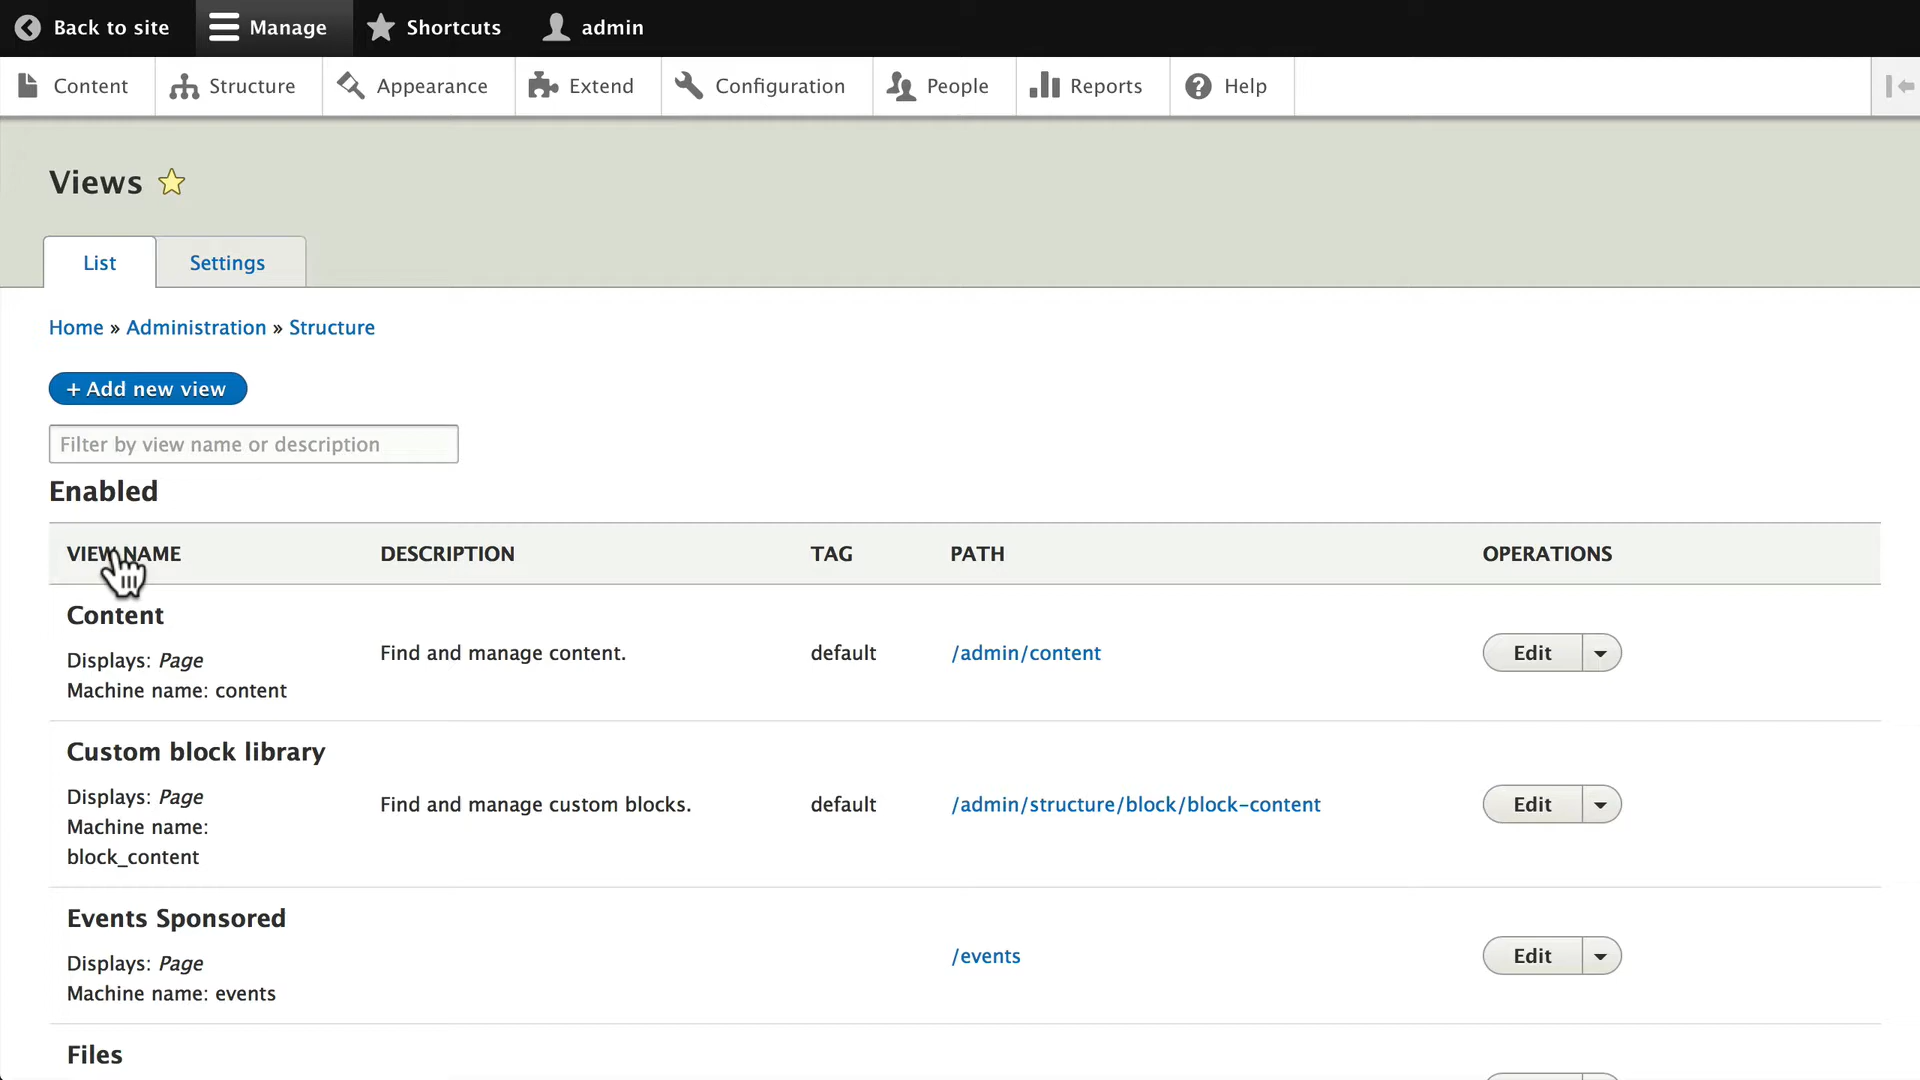 Back to site Manage Shortcuts admin
Content Structure Appearance Extend Configuration People Reports Help
Views
List Settings
Home » Administration » Structure
+ Add new view
Filter by view name or description
Enabled
VIEW NAME DESCRIPTION TAG PATH OPERATIONS
Content
Displays: Page
Machine name: content
Find and manage content. default /admin/content Edit
Custom block library
Displays: Page
Machine name:
block_content
Find and manage custom blocks. default /admin/structure/block/block-content Edit
Events Sponsored
Displays: Page
Machine name: events
/events Edit
Files